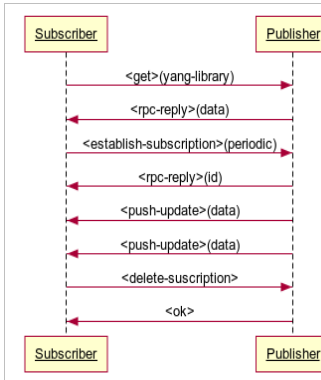 Subscriber Publisher
<get>(yang-library)
<rpc-reply>(data)
<establish-subscription>(periodic)
<rpc-reply>(id)
<push-update>(data)
<push-update>(data)
<delete-suscription>
<ok>
Subscriber Publisher